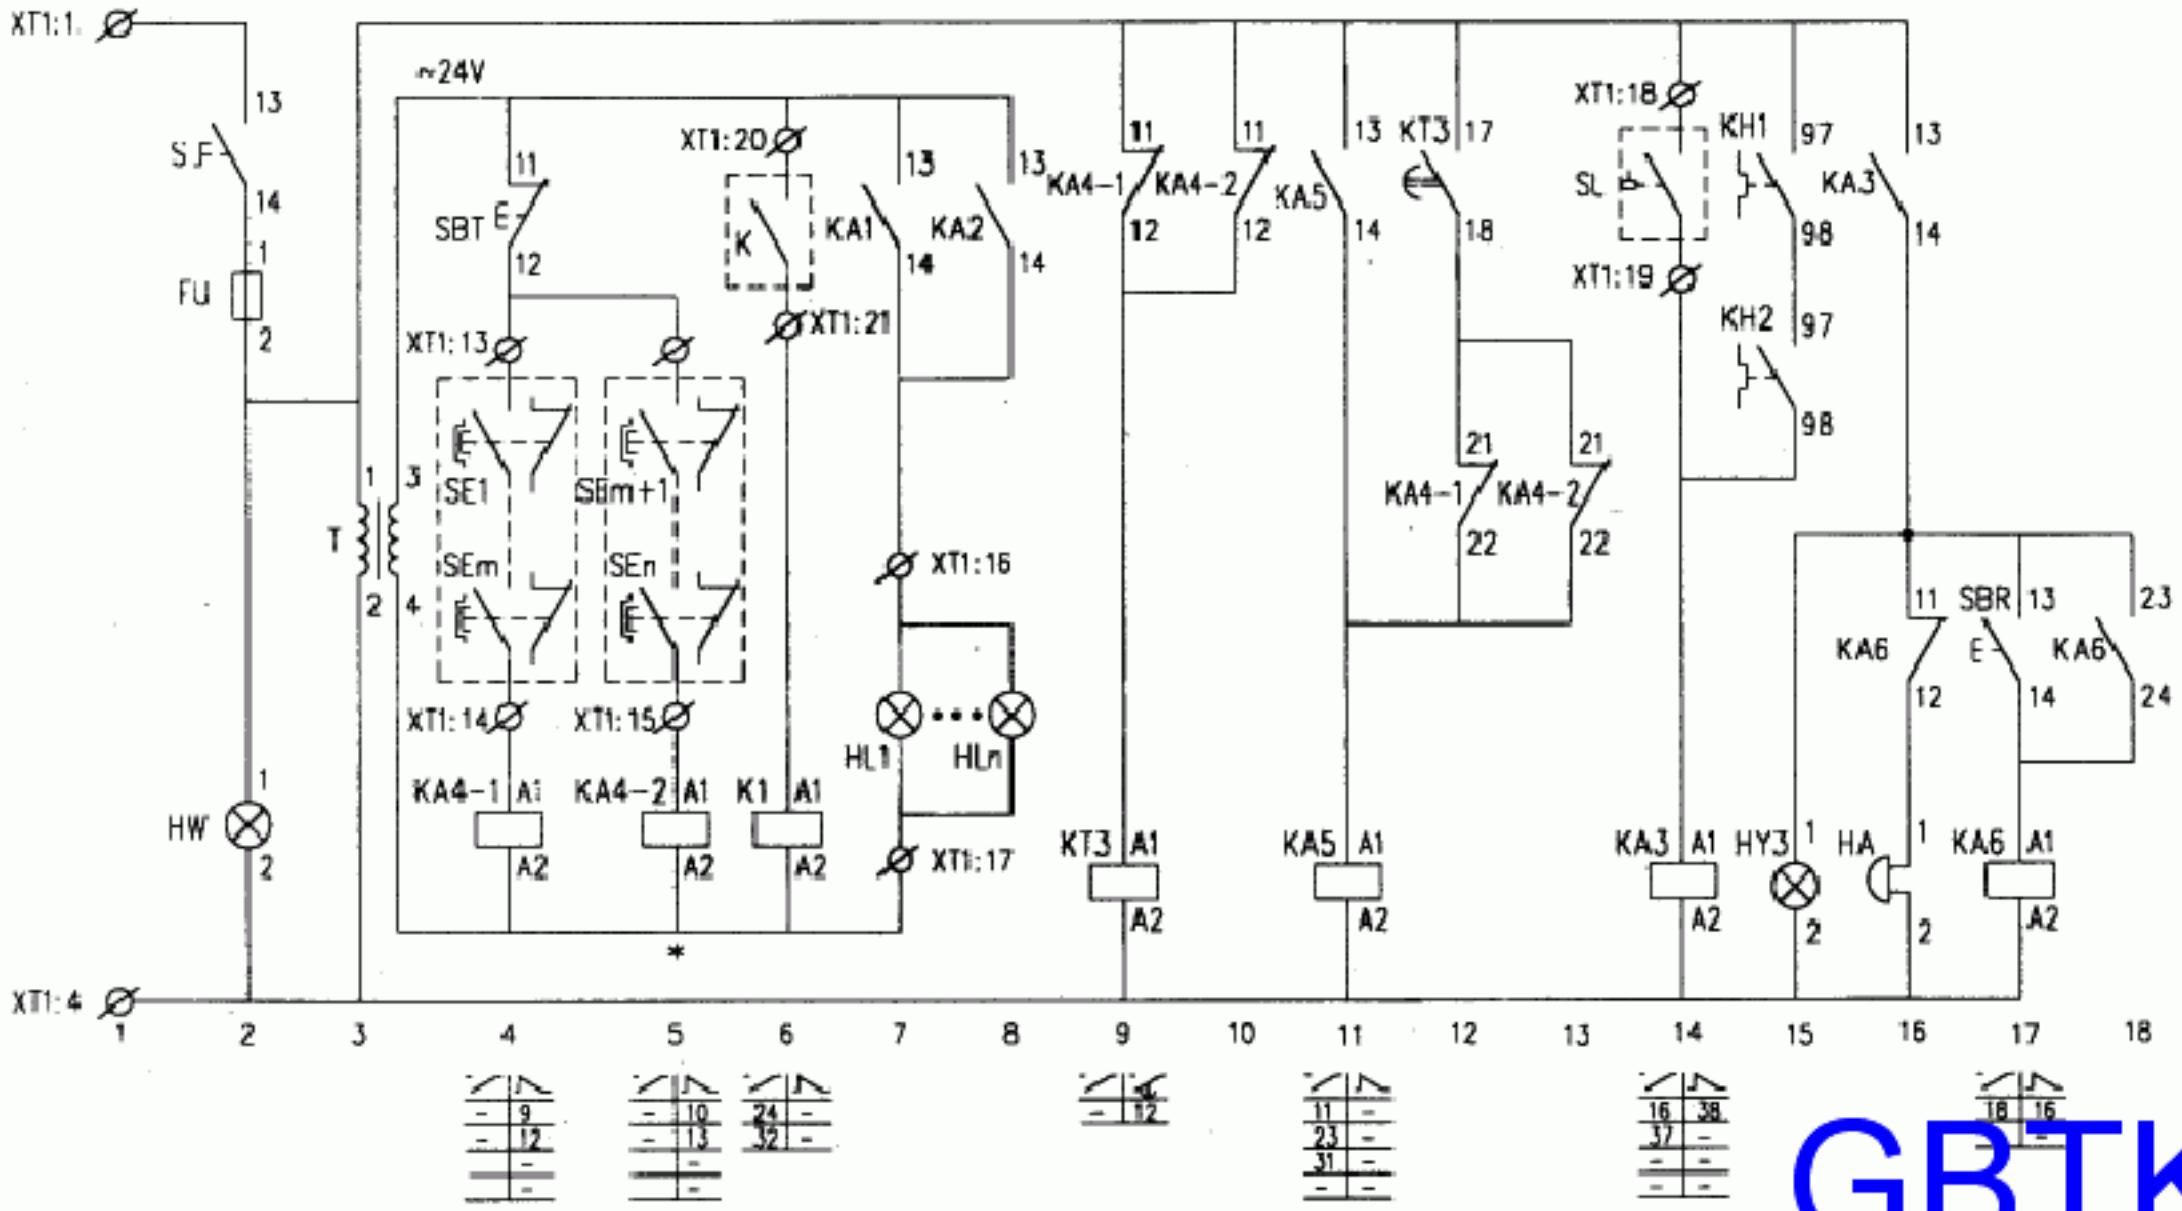 XT1:1
~24V
13
S.F
14
1
FU
2
11
SBT
12
XT1:20
K
XT1:21
13
KA1
14
13
KA2
14
11
KA4-1
12
11
KA4-2
12
13
KA5
14
KT3 17
18
XT1:18
SL
XT1:19
KH1 97
98
KH2 97
98
13
KA3
14
XT1:13
SE1
SEm
XT1:14
SEm+1
SEn
XT1:15
1 3
T
2 4
XT1:16
HL1 HLn
XT1:17
21
KA4-1
22
21
KA4-2
22
11
KA6
12
SBR 13
E
14
23
KA6
24
1
HW
2
KA4-1 A1
A2
KA4-2 A1
A2
K1 A1
A2
KT3 A1
A2
KA5 A1
A2
KA3 A1
A2
HY3 1
2
HA 1
2
KA6 A1
A2
*
XT1:4
1 2 3 4 5 6 7 8 9 10 11 12 13 14 15 16 17 18
- 9
- 12
-
-
- 10
- 13
-
-
24 -
32 -
- 12
11 -
23 -
31 -
- -
16 38
37 -
- -
- -
18 16
-
GBTK